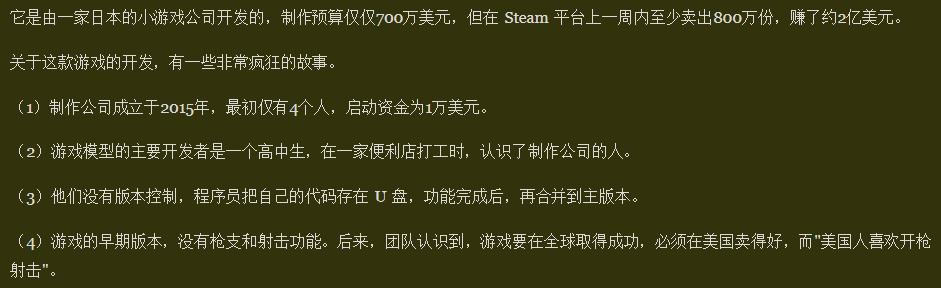 它是由一家日本的小游戏公司开发的，制作预算仅仅700万美元，但在 Steam 平台上一周内至少卖出800万份，赚了约2亿美元。
关于这款游戏的开发，有一些非常疯狂的故事。
（1）制作公司成立于2015年，最初仅有4个人，启动资金为1万美元。
（2）游戏模型的主要开发者是一个高中生，在一家便利店打工时，认识了制作公司的人。
（3）他们没有版本控制，程序员把自己的代码存在 U 盘，功能完成后，再合并到主版本。
（4）游戏的早期版本，没有枪支和射击功能。后来，团队认识到，游戏要在全球取得成功，必须在美国卖得好，而"美国人喜欢开枪
射击"。